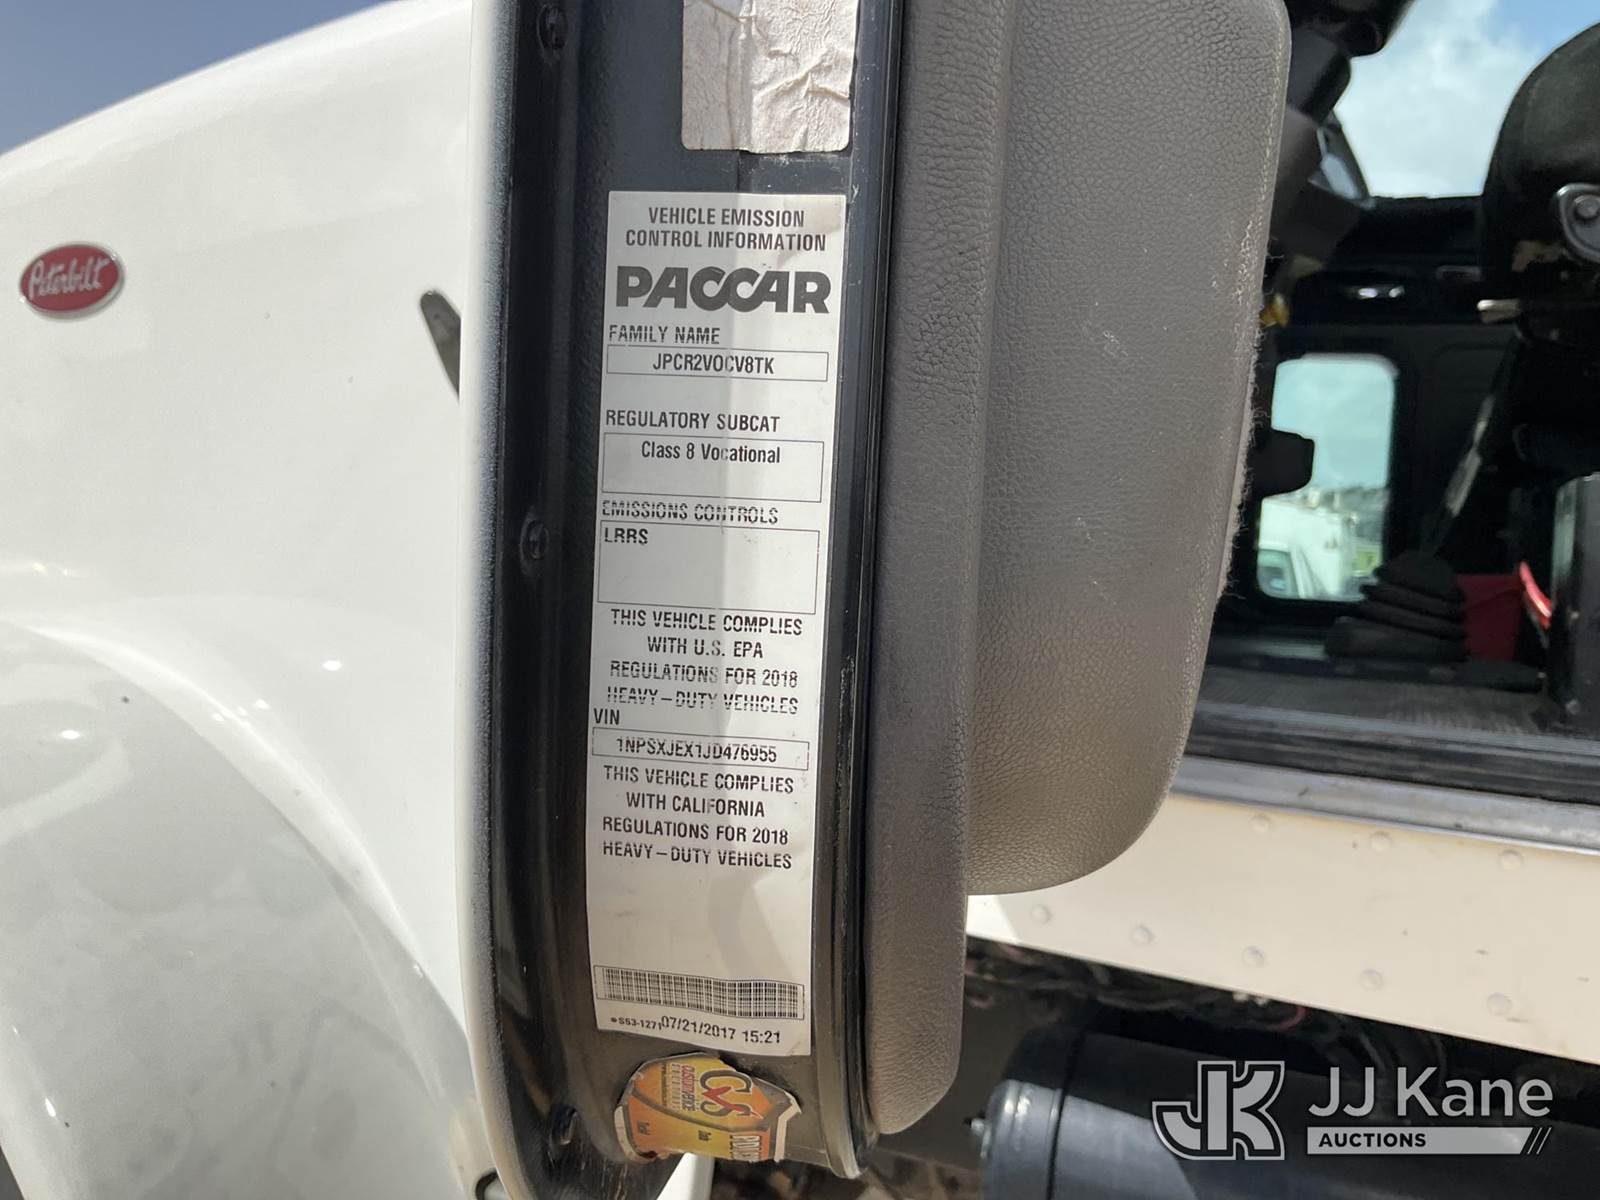 Peterbilt
VEHICLE EMISSION
CONTROL INFORMATION
PACCAR
FAMILY NAME
JPCR2VOCV8TK
REGULATORY SUBCAT
Class 8 Vocational
EMISSIONS CONTROLS
LRRS
THIS VEHICLE COMPLIES
WITH U.S. EPA
REGULATIONS FOR 2018
HEAVY-DUTY VEHICLES
VIN
1NPSXJEX1JD476955
THIS VEHICLE COMPLIES
WITH CALIFORNIA
REGULATIONS FOR 2018
HEAVY-DUTY VEHICLES
S53-1271 07/21/2017 15:21
CVS
JJ Kane
AUCTIONS